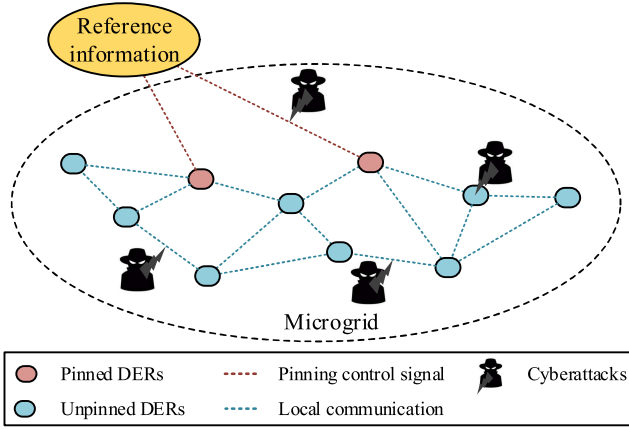 Reference
information
Microgrid
Pinned DERs
Pinning control signal
Cyberattacks
Unpinned DERs
Local communication